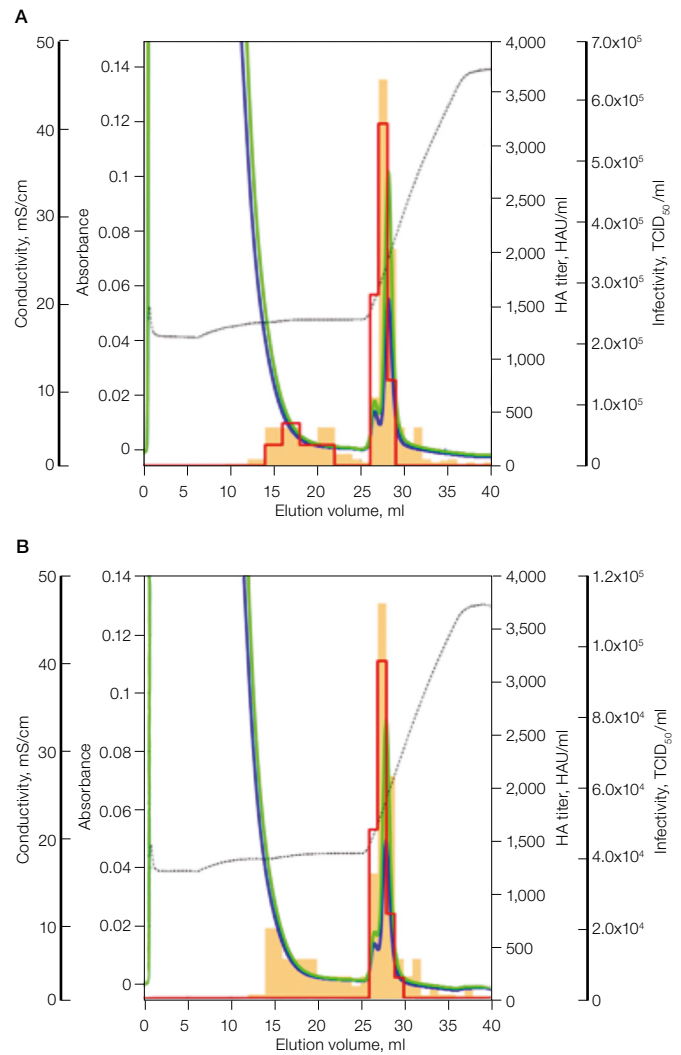 A
50
40
30
20
10
0
Conductivity, mS/cm
0.14
0.12
0.1
0.08
0.06
0.04
0.02
0
Absorbance
4,000
3,500
3,000
2,500
2,000
1,500
1,000
500
0
HA titer, HAU/ml
7.0x10⁵
6.0x10⁵
5.0x10⁵
4.0x10⁵
3.0x10⁵
2.0x10⁵
1.0x10⁵
0
Infectivity, TCID₅₀/ml
0 5 10 15 20 25 30 35 40
Elution volume, ml
B
50
40
30
20
10
0
Conductivity, mS/cm
0.14
0.12
0.1
0.08
0.06
0.04
0.02
0
Absorbance
4,000
3,500
3,000
2,500
2,000
1,500
1,000
500
0
HA titer, HAU/ml
1.2x10⁵
1.0x10⁵
8.0x10⁴
6.0x10⁴
4.0x10⁴
2.0x10⁴
0
Infectivity, TCID₅₀/ml
0 5 10 15 20 25 30 35 40
Elution volume, ml